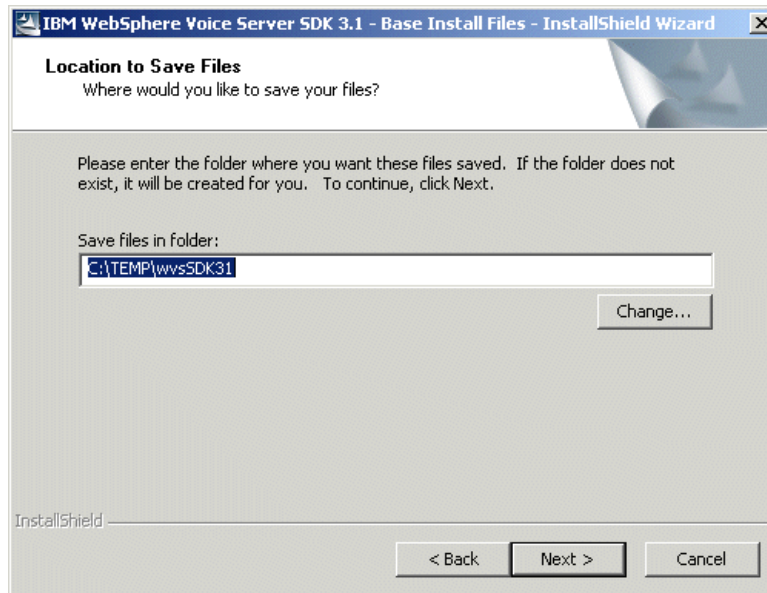 IBM WebSphere Voice Server SDK 3.1 - Base Install Files - InstallShield Wizard
Location to Save Files
Where would you like to save your files?
Please enter the folder where you want these files saved. If the folder does not
exist, it will be created for you. To continue, click Next.
Save files in folder:
C:\TEMP\wvsSDK31
Change...
InstallShield
< Back Next > Cancel